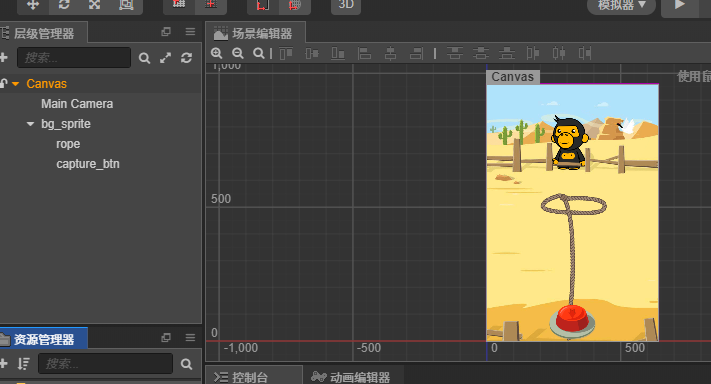 3D
模拟器
层级管理器
搜索...
Canvas
Main Camera
bg_sprite
rope
capture_btn
资源管理器
搜索...
场景编辑器
1,000
Canvas
使用鼠
500
0
-1,000
-500
0
500
控制台
动画编辑器